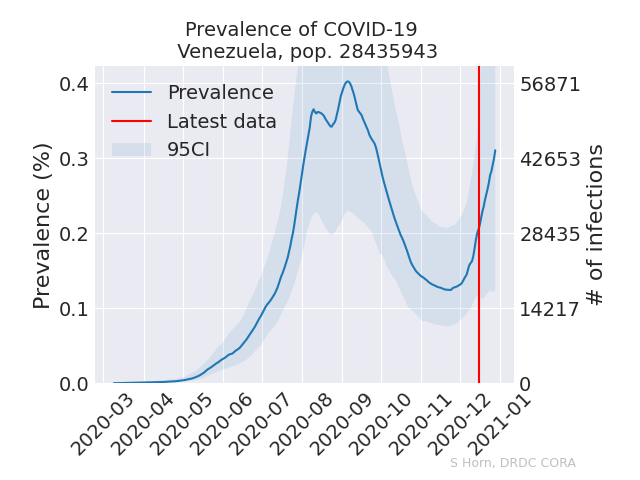 Prevalence of COVID-19
Venezuela, pop. 28435943
Prevalence (%)
0.4
0.3
0.2
0.1
0.0
Prevalence
Latest data
95CI
56871
42653
28435
14217
0
# of infections
2020-03
2020-04
2020-05
2020-06
2020-07
2020-08
2020-09
2020-10
2020-11
2020-12
2021-01
S Horn, DRDC CORA